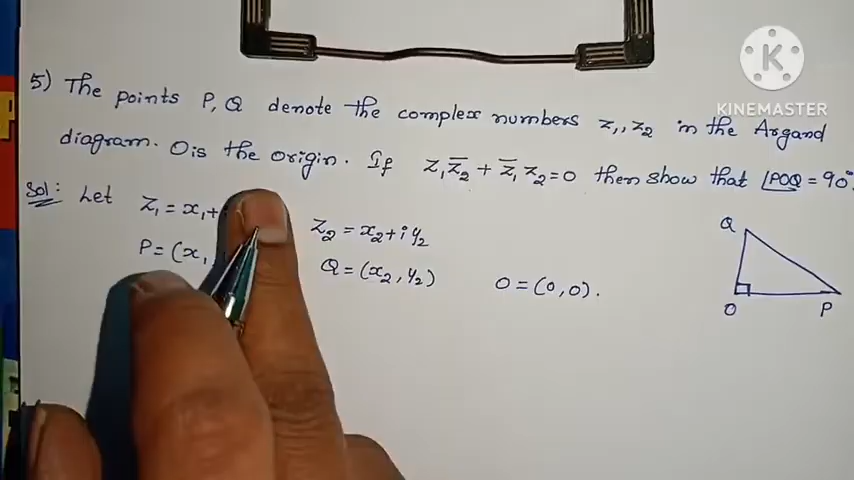 KINEMASTER
5) The points P, Q denote the complex numbers z₁, z₂ in the Argand
diagram. O is the origin. If z₁z̅₂ + z̅₁z₂ = 0 then show that ∠POQ = 90°.
Sol: Let z₁ = x₁+ z₂ = x₂+iy₂
P = (x₁ Q = (x₂, y₂) O = (0,0).
Q
O P